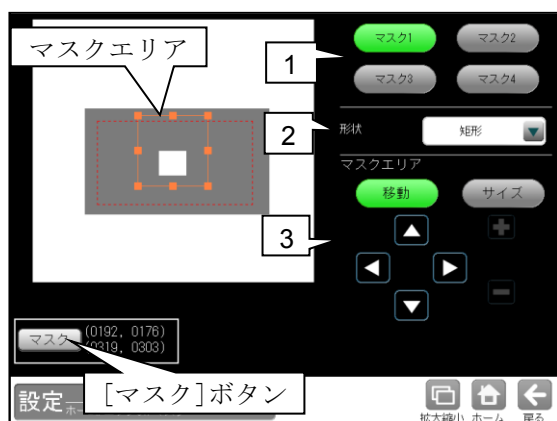 マスクエリア
1
マスク1
マスク2
マスク3
マスク4
2
形状
矩形
マスクエリア
移動
サイズ
3
マスク
(0192, 0176)
(0319, 0303)
[マスク]ボタン
設定
ホーム
拡大縮小
ホーム
戻る